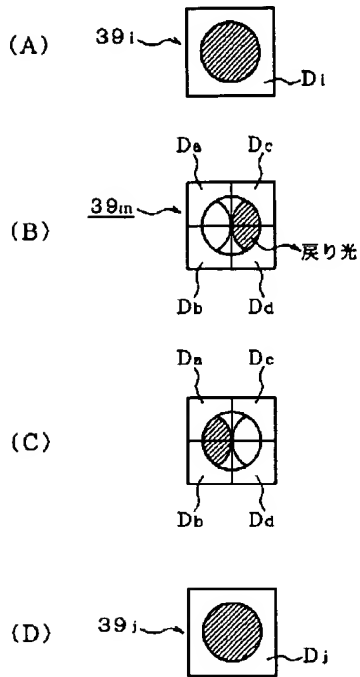 (A) 39i Di
Da Dc
(B) 39m 戻り光
Db Dd
Da Dc
(C)
Db Dd
(D) 39j Dj